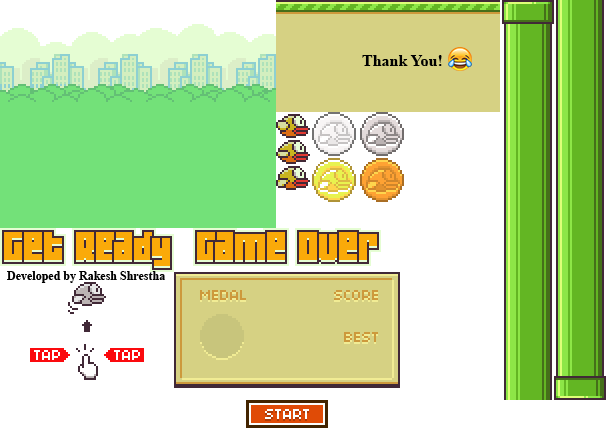 Thank You! 😂
Get Ready
Game Over
Developed by Rakesh Shrestha
MEDAL
SCORE
BEST
TAP
TAP
START